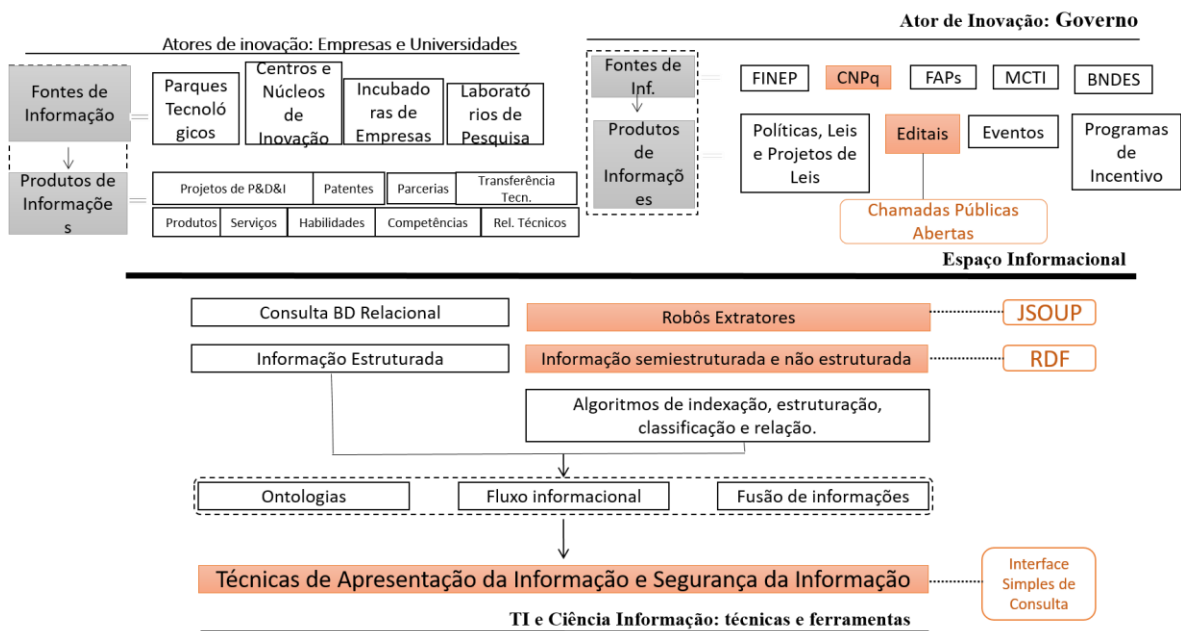 Ator de Inovação: Governo
Atores de inovação: Empresas e Universidades
Fontes de
Informação
Parques
Tecnoló
gicos
Centros e
Núcleos
de
Inovação
Incubado
ras de
Empresas
Laborató
rios de
Pesquisa
Produtos de
Informaçõe
s
Projetos de P&D&I
Patentes
Parcerias
Transferência
Tecn.
Produtos
Serviços
Habilidades
Competências
Rel. Técnicos
Fontes de
Inf.
FINEP
CNPq
FAPs
MCTI
BNDES
Produtos
de
Informaçõ
es
Políticas, Leis
e Projetos de
Leis
Editais
Eventos
Programas
de
Incentivo
Chamadas Públicas
Abertas
Espaço Informacional
Consulta BD Relacional
Robôs Extratores
JSOUP
Informação Estruturada
Informação semiestruturada e não estruturada
RDF
Algoritmos de indexação, estruturação,
classificação e relação.
Ontologias
Fluxo informacional
Fusão de informações
Técnicas de Apresentação da Informação e Segurança da Informação
Interface
Simples de
Consulta
TI e Ciência Informação: técnicas e ferramentas